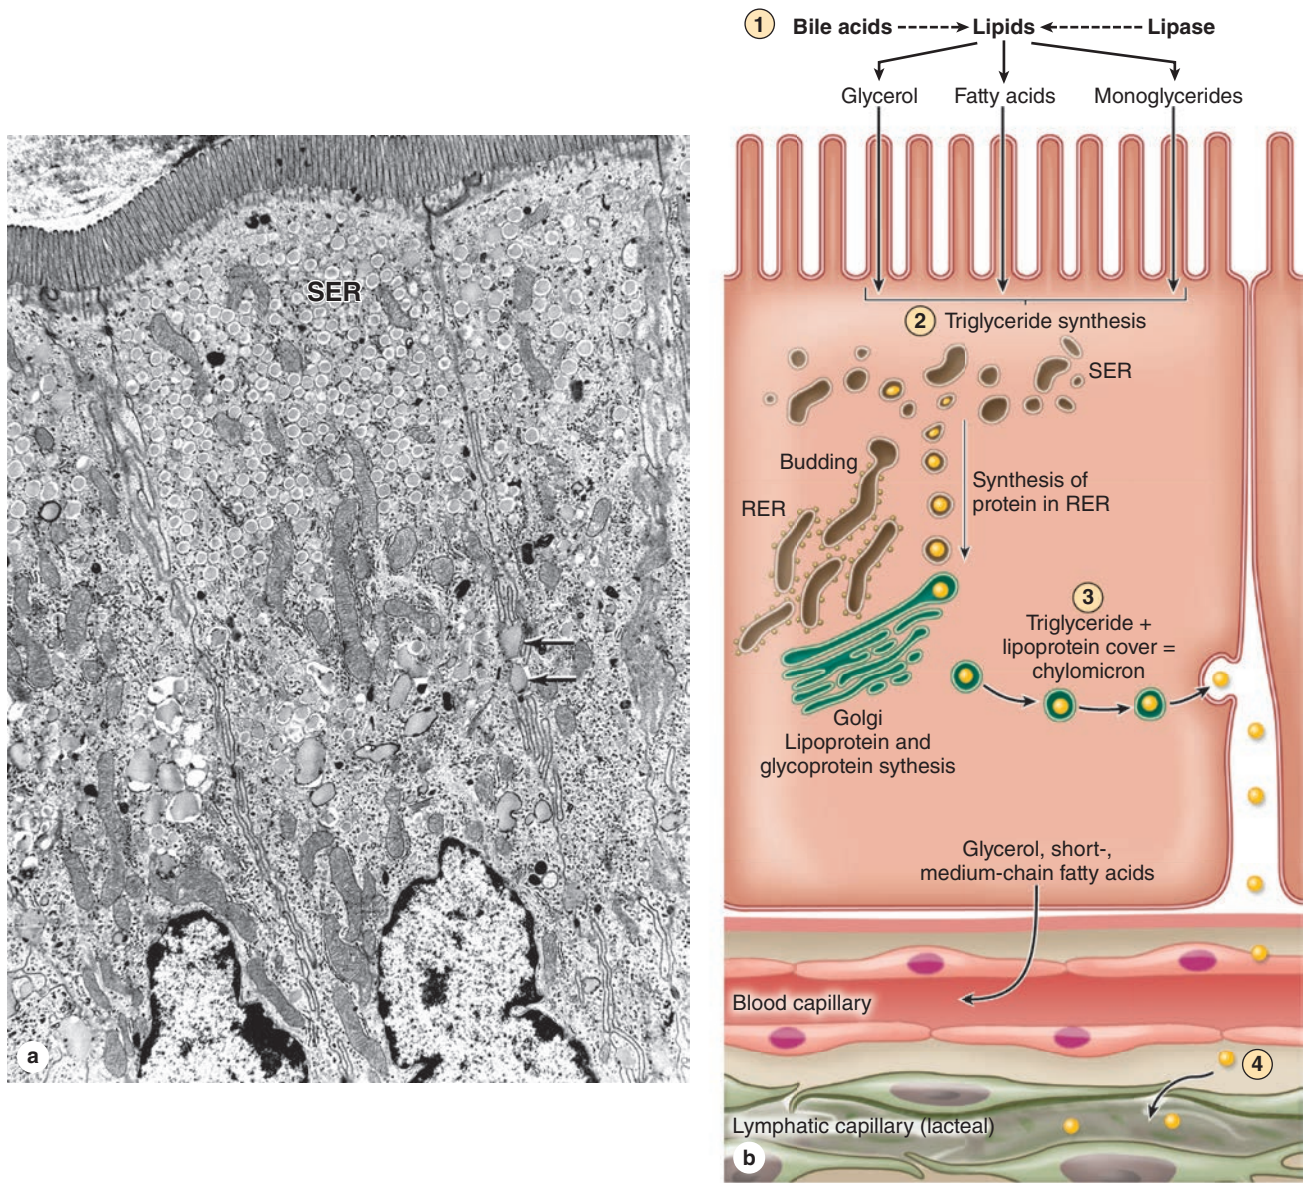 SER
a
1 Bile acids Lipids Lipase
Glycerol Fatty acids Monoglycerides
2 Triglyceride synthesis
SER
Budding
RER
Synthesis of
protein in RER
3
Triglyceride +
lipoprotein cover =
chylomicron
Golgi
Lipoprotein and
glycoprotein sythesis
Glycerol, short-,
medium-chain fatty acids
Blood capillary
4
Lymphatic capillary (lacteal)
b